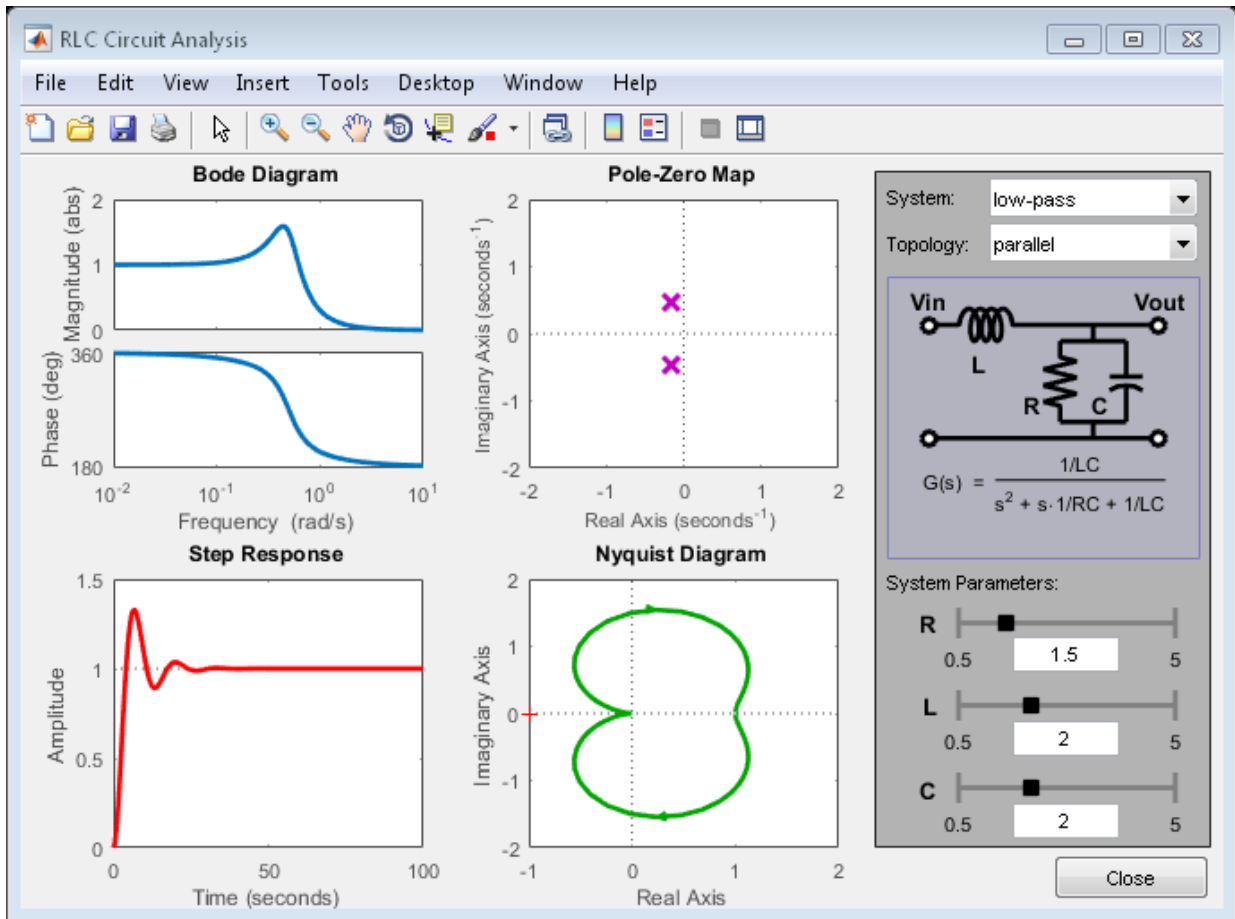 RLC Circuit Analysis
File Edit View Insert Tools Desktop Window Help
Bode Diagram
Magnitude (abs)
2
1
0
Phase (deg)
360
180
10^-2 10^-1 10^0 10^1
Frequency (rad/s)
Pole-Zero Map
Imaginary Axis (seconds^-1)
2
1
0
-1
-2
-2 -1 0 1 2
Real Axis (seconds^-1)
Step Response
Amplitude
1.5
1
0.5
0
0 50 100
Time (seconds)
Nyquist Diagram
Imaginary Axis
2
1
0
-1
-2
-1 0 1 2
Real Axis
System: low-pass
Topology: parallel
Vin Vout
L
R C
G(s) = 1/LC
s^2 + s·1/RC + 1/LC
System Parameters:
R
0.5 1.5 5
L
0.5 2 5
C
0.5 2 5
Close